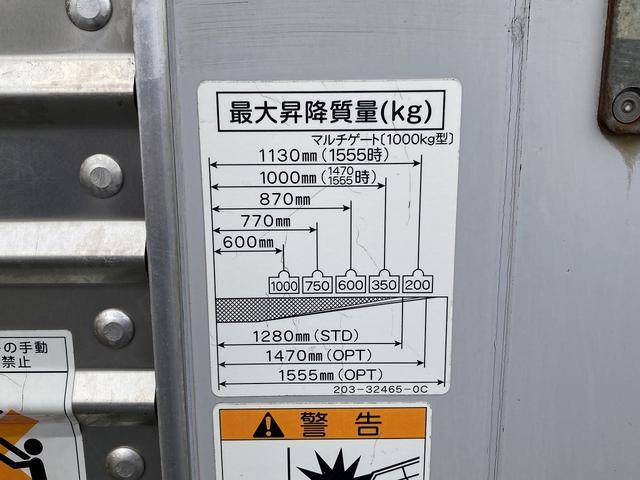 最大昇降質量(kg)
マルチゲート〔1000kg型〕
1130mm(1555時)
1000mm(1470 1555時)
870mm
770mm
600mm
1000 750 600 350 200
1280mm(STD)
1470mm(OPT)
1555mm(OPT)
203-32465-0C
の手動
禁止
警告